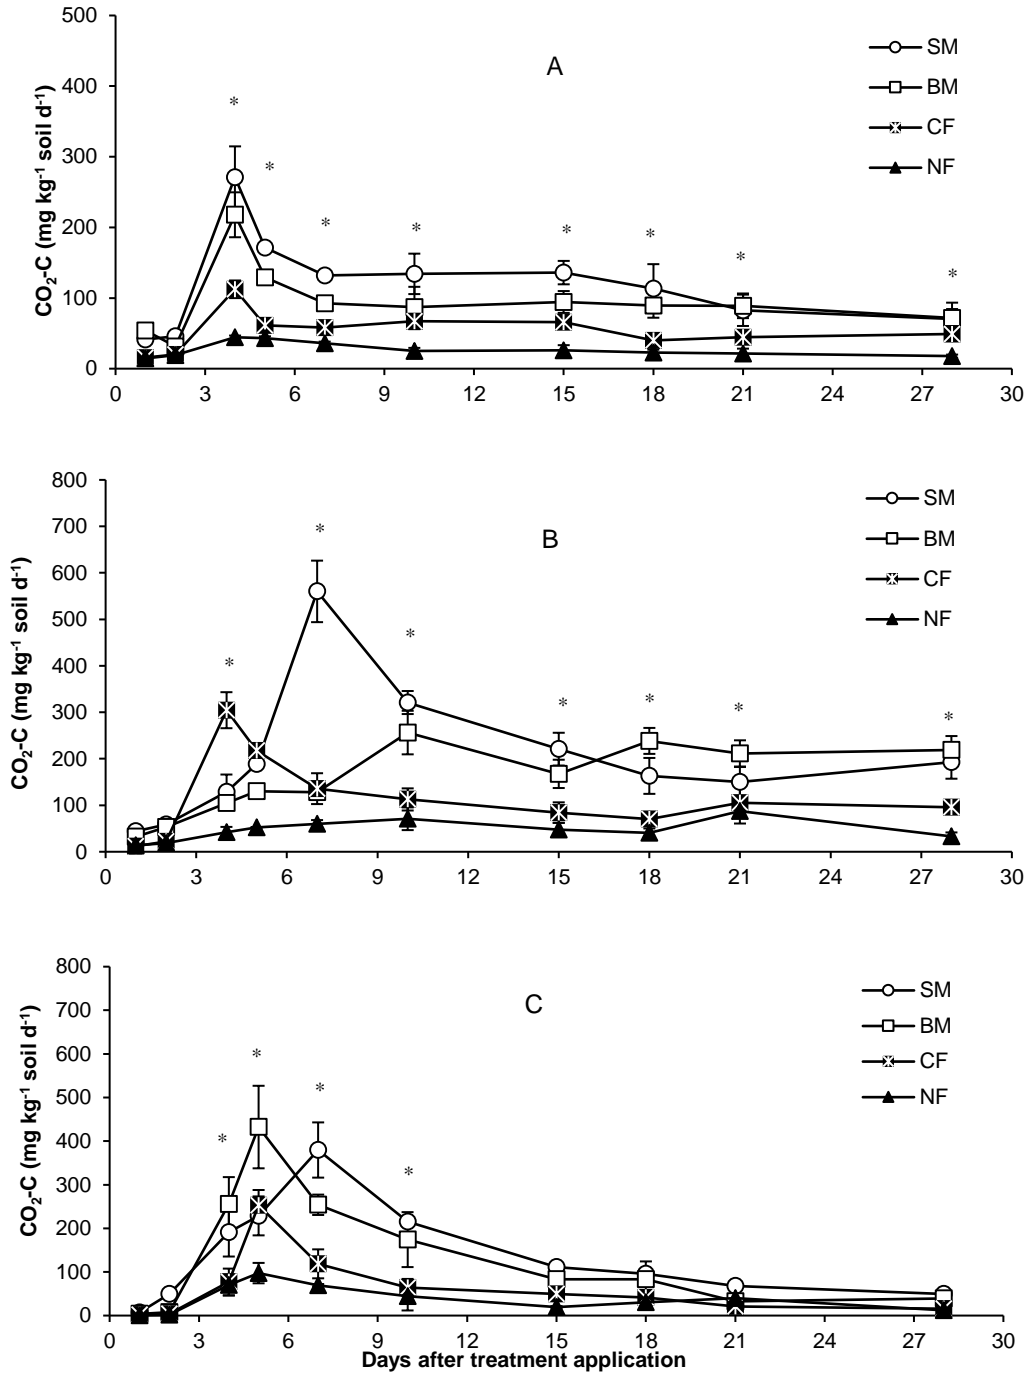 500
400
300
200
100
0
CO2-C (mg kg-1 soil d-1)
A
SM
BM
CF
NF
* * * * * * * * *
0 3 6 9 12 15 18 21 24 27 30
800
700
600
500
400
300
200
100
0
CO2-C (mg kg-1 soil d-1)
B
SM
BM
CF
NF
* * * * * * * *
0 3 6 9 12 15 18 21 24 27 30
800
700
600
500
400
300
200
100
0
CO2-C (mg kg-1 soil d-1)
C
SM
BM
CF
NF
* * * *
0 3 6 9 12 15 18 21 24 27 30
Days after treatment application